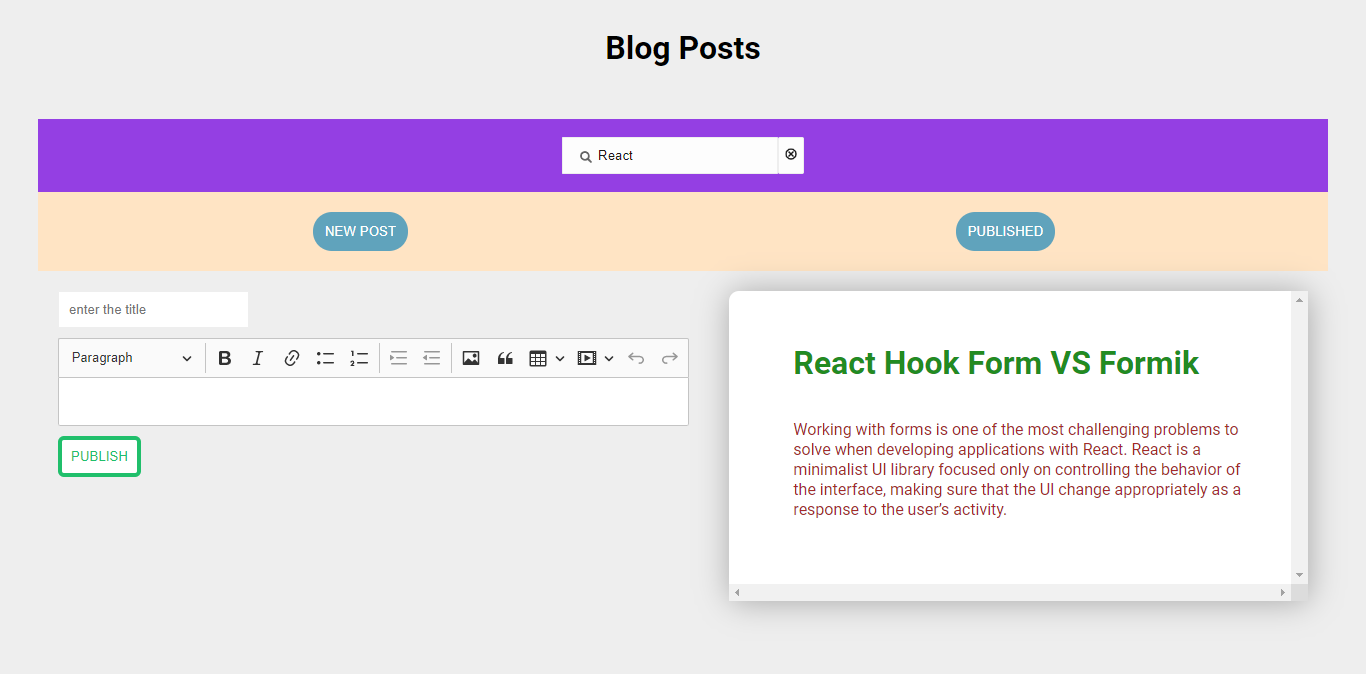 Blog Posts
React
NEW POST
PUBLISHED
enter the title
Paragraph
PUBLISH
React Hook Form VS Formik
Working with forms is one of the most challenging problems to
solve when developing applications with React. React is a
minimalist UI library focused only on controlling the behavior of
the interface, making sure that the UI change appropriately as a
response to the user’s activity.